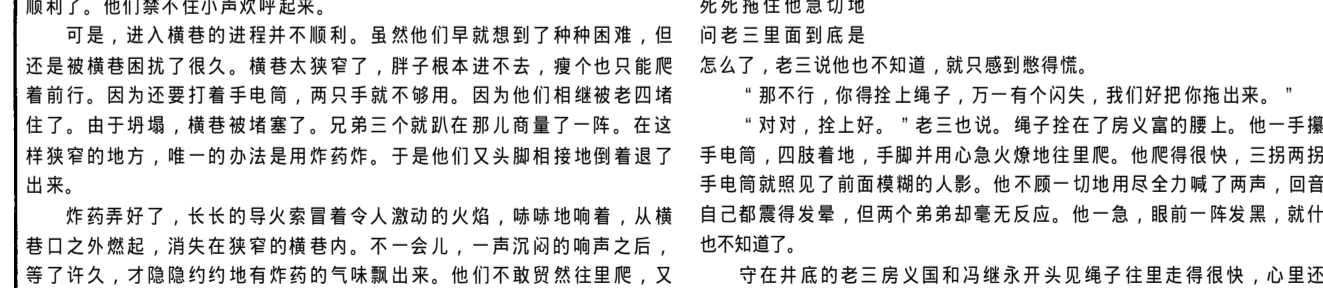 顺利了。他们禁不住小声欢呼起来。
可是，进入横巷的进程并不顺利。虽然他们早就想到了种种困难，但
还是被横巷困扰了很久。横巷太狭窄了，胖子根本进不去，瘦个也只能爬
着前行。因为还要打着手电筒，两只手就不够用。因为他们相继被老四堵
住了。由于坍塌，横巷被堵塞了。兄弟三个就趴在那儿商量了一阵。在这
样狭窄的地方，唯一的办法是用炸药炸。于是他们又头脚相接地倒着退了
出来。
炸药弄好了，长长的导火索冒着令人激动的火焰，哧哧地响着，从横
巷口之外燃起，消失在狭窄的横巷内。不一会儿，一声沉闷的响声之后，
等了许久，才隐隐约约地有炸药的气味飘出来。他们不敢贸然往里爬，又
死死拖住他急切地
问老三里面到底是
怎么了，老三说他也不知道，就只感到憋得慌。
“那不行，你得拴上绳子，万一有个闪失，我们好把你拖出来。”
“对对，拴上好。”老三也说。绳子拴在了房义富的腰上。他一手攥
手电筒，四肢着地，手脚并用心急火燎地往里爬。他爬得很快，三拐两拐
手电筒就照见了前面模糊的人影。他不顾一切地用尽全力喊了两声，回音
自己都震得发晕，但两个弟弟却毫无反应。他一急，眼前一阵发黑，就什
也不知道了。
守在井底的老三房义国和冯继永开头见绳子往里走得很快，心里还